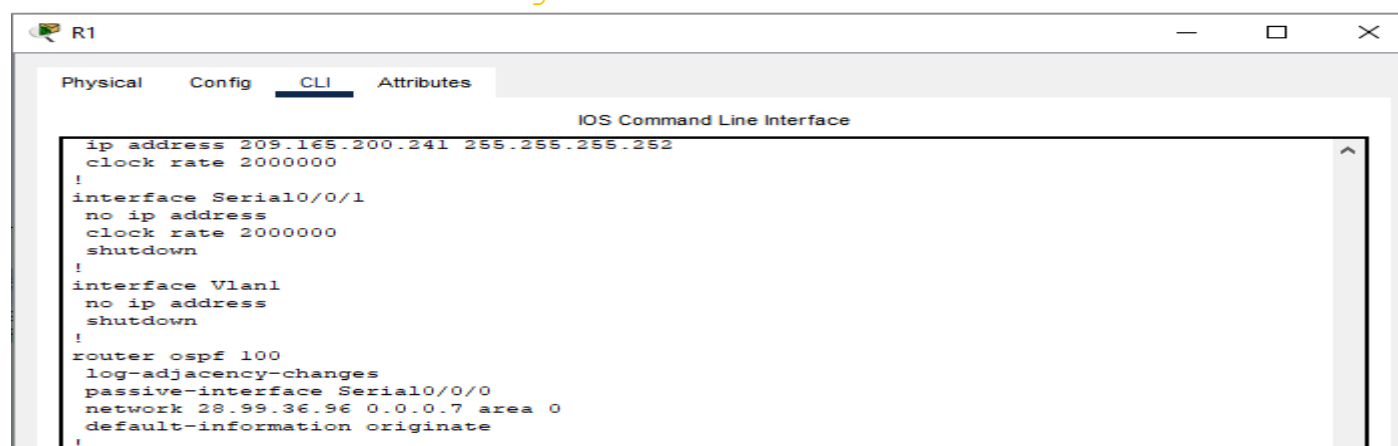 R1
Physical Config CLI Attributes
IOS Command Line Interface
ip address 209.165.200.241 255.255.255.252
clock rate 2000000
!
interface Serial0/0/1
no ip address
clock rate 2000000
shutdown
!
interface Vlan1
no ip address
shutdown
!
router ospf 100
log-adjacency-changes
passive-interface Serial0/0/0
network 28.99.36.96 0.0.0.7 area 0
default-information originate
!